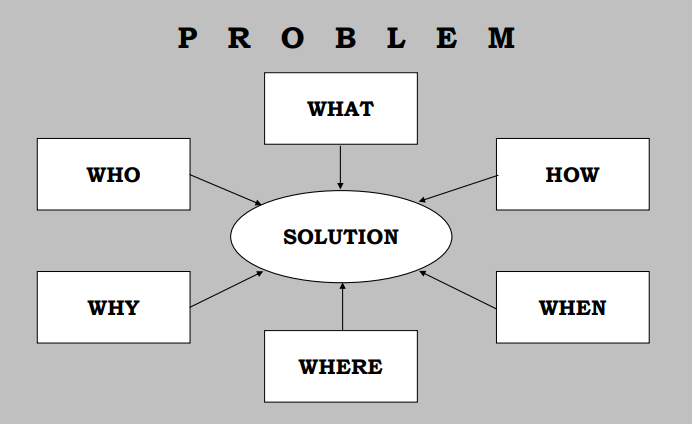 P R O B L E M
WHAT
WHO
HOW
SOLUTION
WHY
WHEN
WHERE